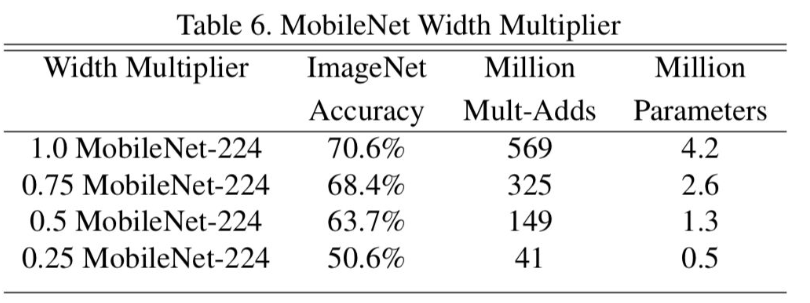 Table 6. MobileNet Width Multiplier
Width Multiplier ImageNet Million Million
Accuracy Mult-Adds Parameters
1.0 MobileNet-224 70.6% 569 4.2
0.75 MobileNet-224 68.4% 325 2.6
0.5 MobileNet-224 63.7% 149 1.3
0.25 MobileNet-224 50.6% 41 0.5